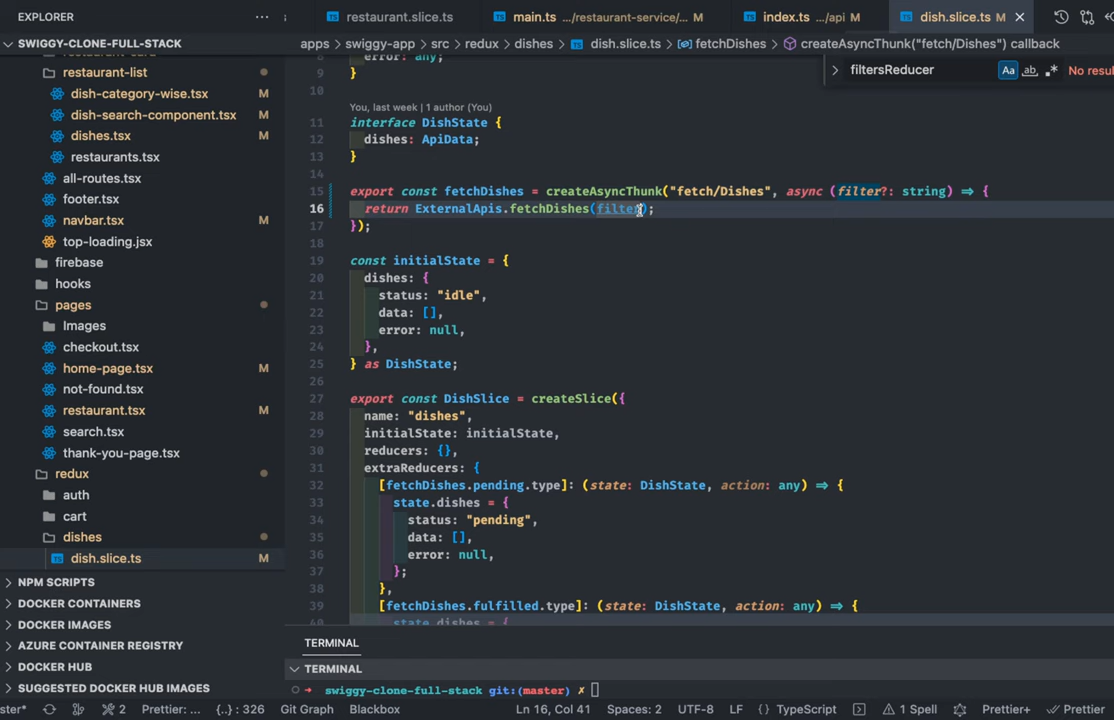 EXPLORER
SWIGGY-CLONE-FULL-STACK
restaurant-list
dish-category-wise.tsx M
dish-search-component.tsx M
dishes.tsx M
restaurants.tsx
all-routes.tsx
footer.tsx
navbar.tsx M
top-loading.jsx
firebase
hooks
pages
Images
checkout.tsx
home-page.tsx M
not-found.tsx
restaurant.tsx M
search.tsx
thank-you-page.tsx
redux
auth
cart
dishes
dish.slice.ts M
NPM SCRIPTS
DOCKER CONTAINERS
DOCKER IMAGES
AZURE CONTAINER REGISTRY
DOCKER HUB
SUGGESTED DOCKER HUB IMAGES
restaurant.slice.ts main.ts .../restaurant-service/... M index.ts .../api M dish.slice.ts M
apps > swiggy-app > src > redux > dishes > dish.slice.ts > fetchDishes > createAsyncThunk("fetch/Dishes") callback
filtersReducer Aa ab .* No resu
error: any;
9 }
10
You, last week | 1 author (You)
11 interface DishState {
12 dishes: ApiData;
13 }
14
15 export const fetchDishes = createAsyncThunk("fetch/Dishes", async (filter?: string) => {
16 return ExternalApis.fetchDishes(filter);
17 });
18
19 const initialState = {
20 dishes: {
21 status: "idle",
22 data: [],
23 error: null,
24 },
25 } as DishState;
26
27 export const DishSlice = createSlice({
28 name: "dishes",
29 initialState: initialState,
30 reducers: {},
31 extraReducers: {
32 [fetchDishes.pending.type]: (state: DishState, action: any) => {
33 state.dishes = {
34 status: "pending",
35 data: [],
36 error: null,
37 };
38 },
39 [fetchDishes.fulfilled.type]: (state: DishState, action: any) => {
40 state.dishes = {
TERMINAL
TERMINAL
swiggy-clone-full-stack git:(master) ✗
ster* 2 Prettier: ... {..} : 326 Git Graph Blackbox Ln 16, Col 41 Spaces: 2 UTF-8 LF {} TypeScript 1 Spell Prettier+ Prettier